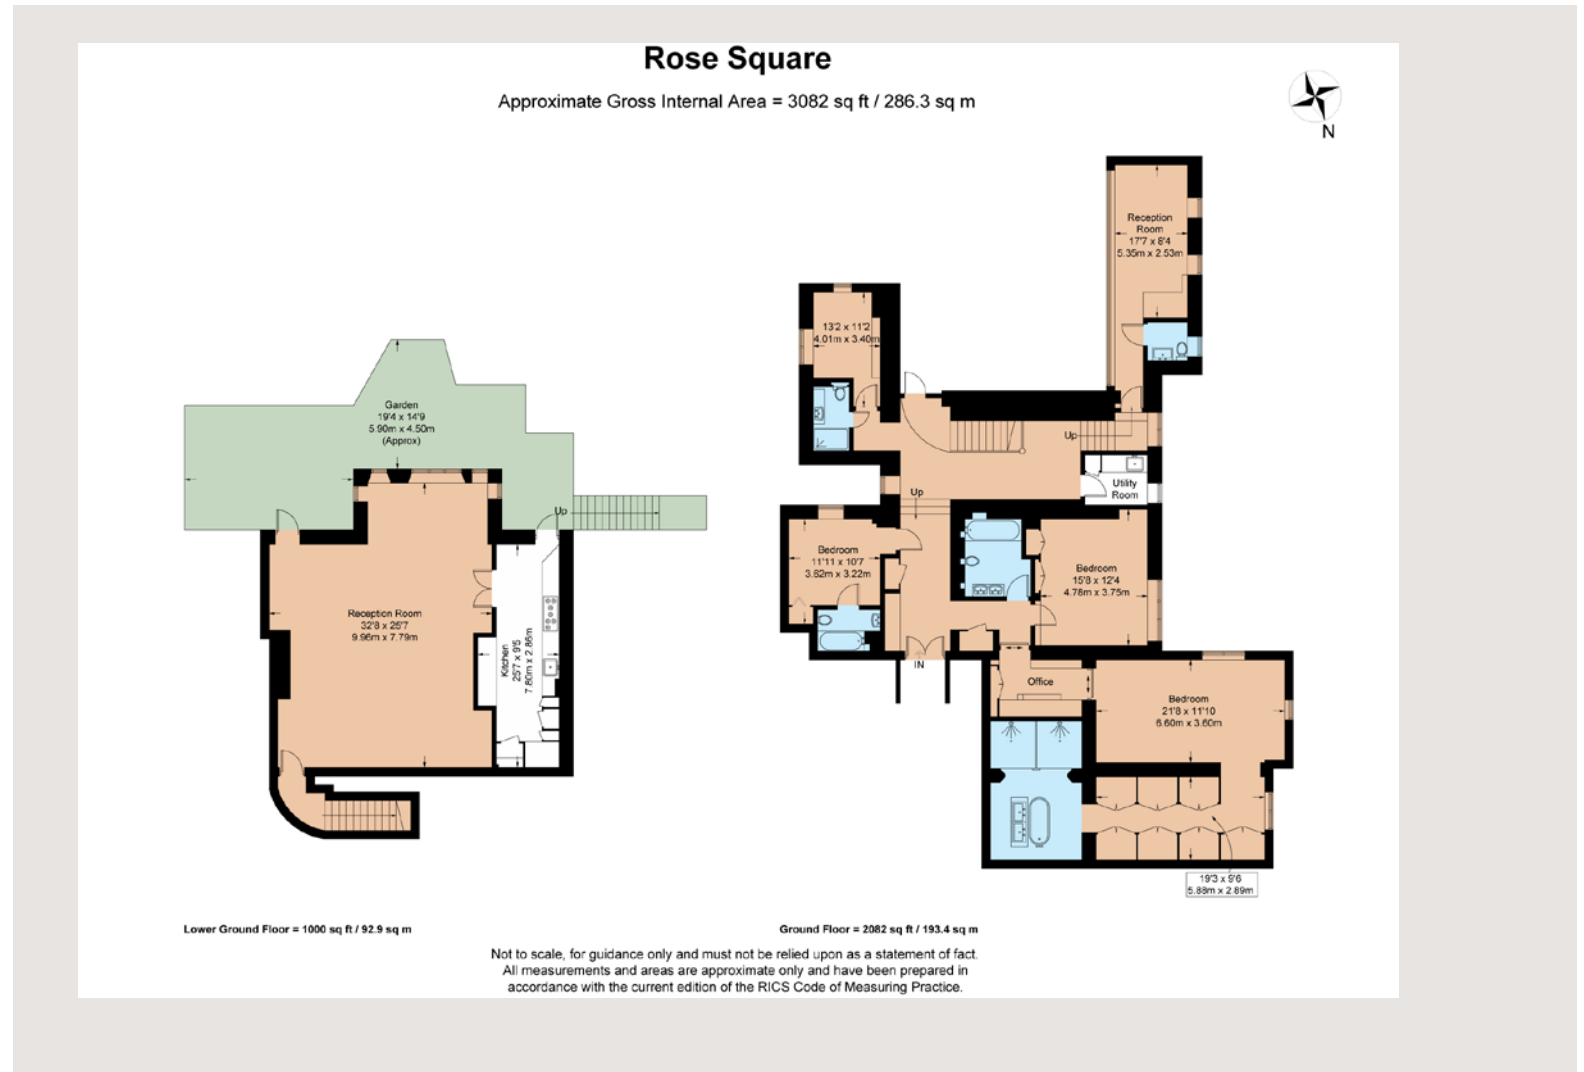 Rose Square
Approximate Gross Internal Area = 3082 sq ft / 286.3 sq m
N
Garden
19'4 x 14'9
5.90m x 4.50m
(Approx)
Up
Reception Room
32'8 x 25'7
9.96m x 7.79m
Kitchen
25'7 x 9'5
7.80m x 2.86m
Lower Ground Floor = 1000 sq ft / 92.9 sq m
Reception
Room
17'7 x 8'4
5.35m x 2.53m
13'2 x 11'2
4.01m x 3.40m
Up
Utility
Room
Up
Bedroom
11'11 x 10'7
3.62m x 3.22m
Bedroom
15'8 x 12'4
4.78m x 3.75m
IN
Office
Bedroom
21'8 x 11'10
6.60m x 3.60m
19'3 x 9'6
5.88m x 2.89m
Ground Floor = 2082 sq ft / 193.4 sq m
Not to scale, for guidance only and must not be relied upon as a statement of fact.
All measurements and areas are approximate only and have been prepared in
accordance with the current edition of the RICS Code of Measuring Practice.